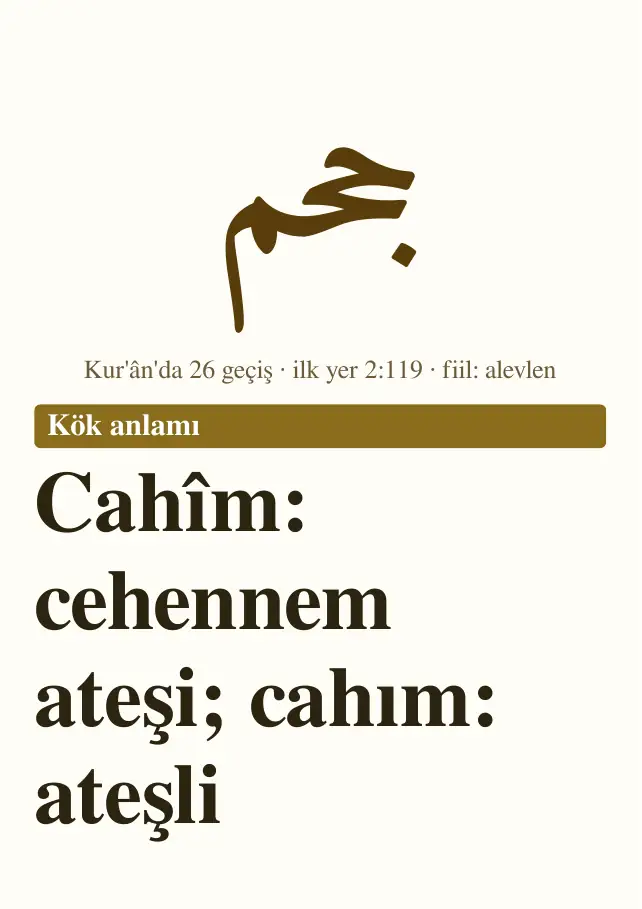 جحم
Kur'ân'da 26 geçiş · ilk yer 2:119 · fiil: alevlen
Kök anlamı
Cahîm:
cehennem
ateşi; cahım:
ateşli